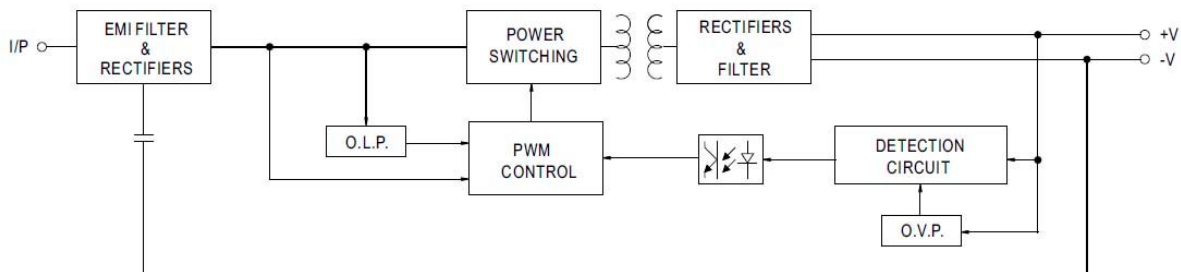 I/P
EMI FILTER
&
RECTIFIERS
POWER
SWITCHING
RECTIFIERS
&
FILTER
+V
-V
O.L.P.
PWM
CONTROL
DETECTION
CIRCUIT
O.V.P.